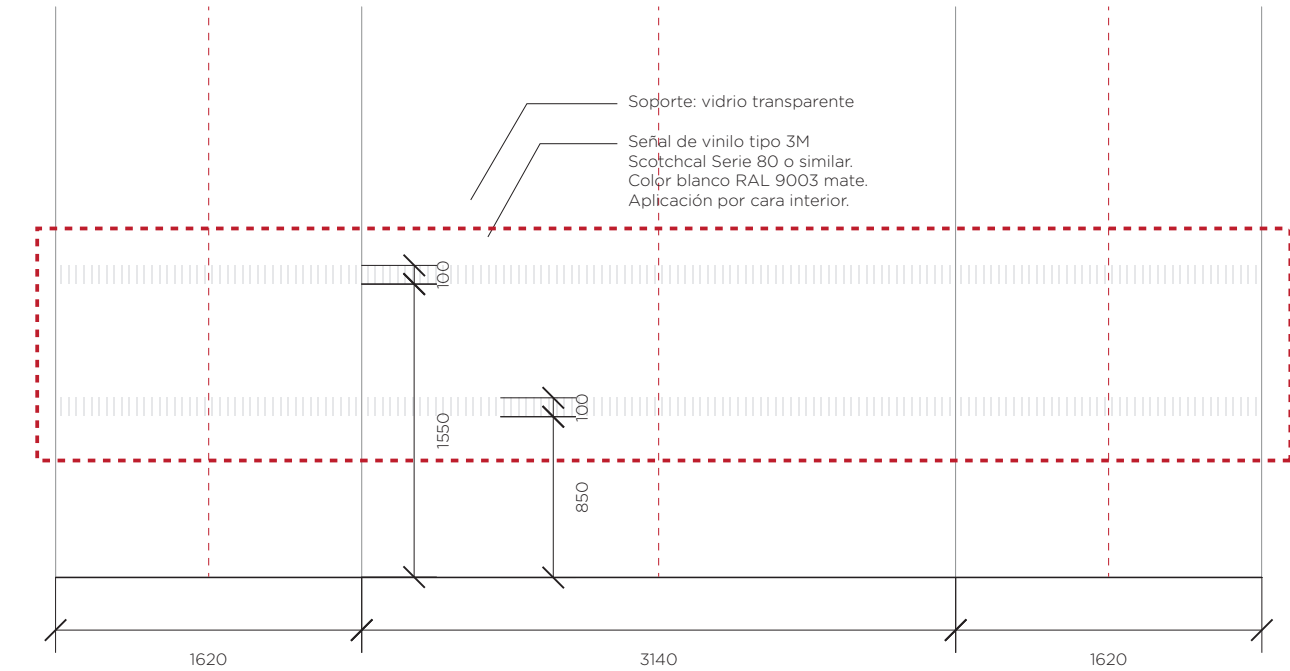 Soporte: vidrio transparente
Señal de vinilo tipo 3M
Scotchcal Serie 80 o similar.
Color blanco RAL 9003 mate.
Aplicación por cara interior.
100
100
1550
850
1620
3140
1620